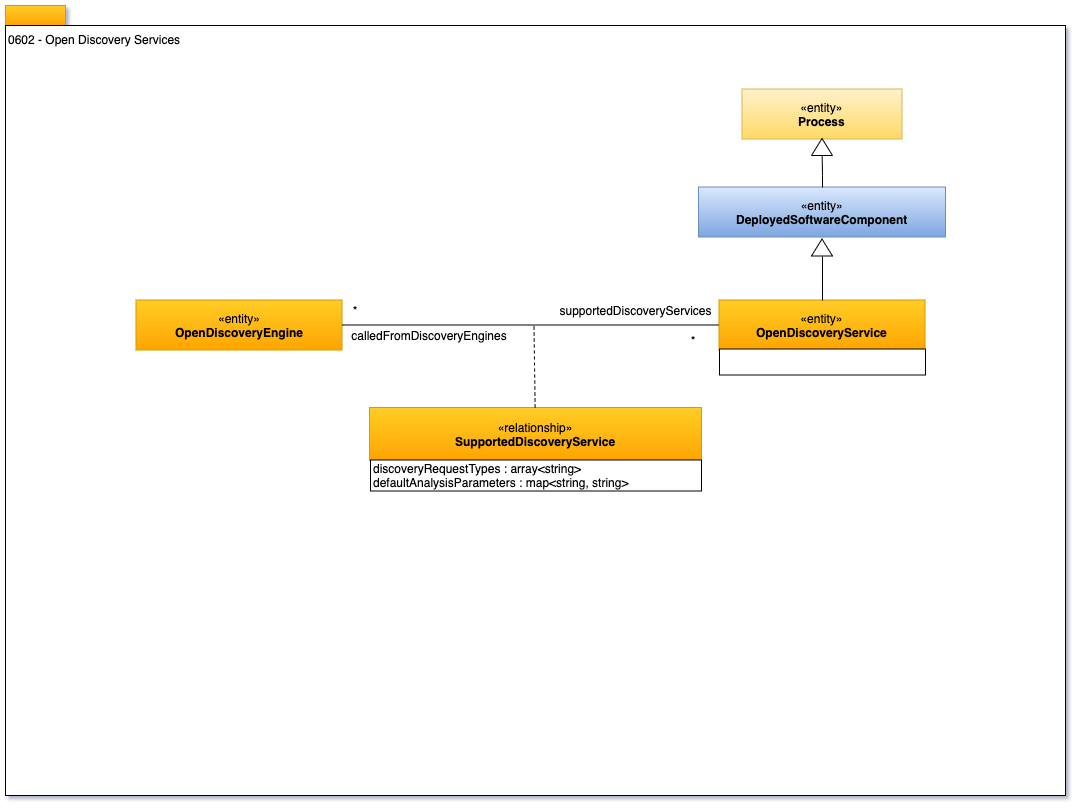 0602 - Open Discovery Services
«entity»
Process
«entity»
DeployedSoftwareComponent
«entity»
OpenDiscoveryEngine
*
calledFromDiscoveryEngines
supportedDiscoveryServices
*
«entity»
OpenDiscoveryService
«relationship»
SupportedDiscoveryService
discoveryRequestTypes : array<string>
defaultAnalysisParameters : map<string, string>